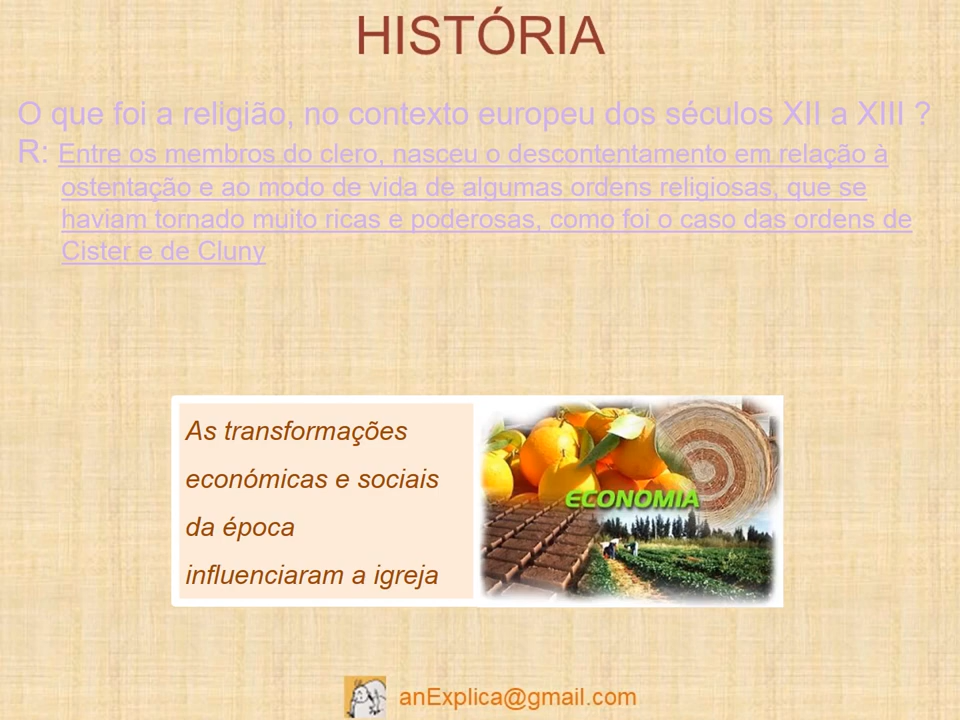 HISTÓRIA
O que foi a religião, no contexto europeu dos séculos XII a XIII ?
R: Entre os membros do clero, nasceu o descontentamento em relação à
ostentação e ao modo de vida de algumas ordens religiosas, que se
haviam tornado muito ricas e poderosas, como foi o caso das ordens de
Cister e de Cluny
As transformações
económicas e sociais
da época
influenciaram a igreja
ECONOMIA
anExplica@gmail.com